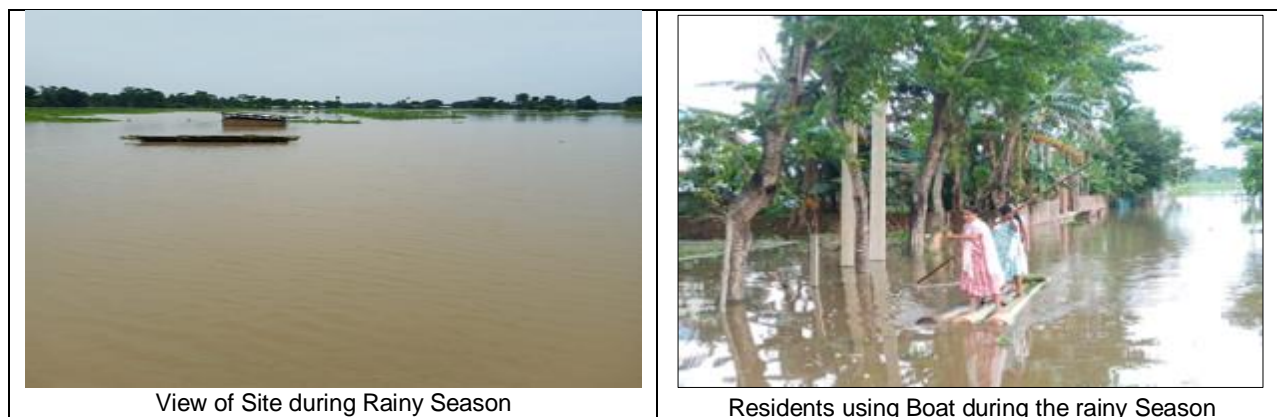 View of Site during Rainy Season
Residents using Boat during the rainy Season